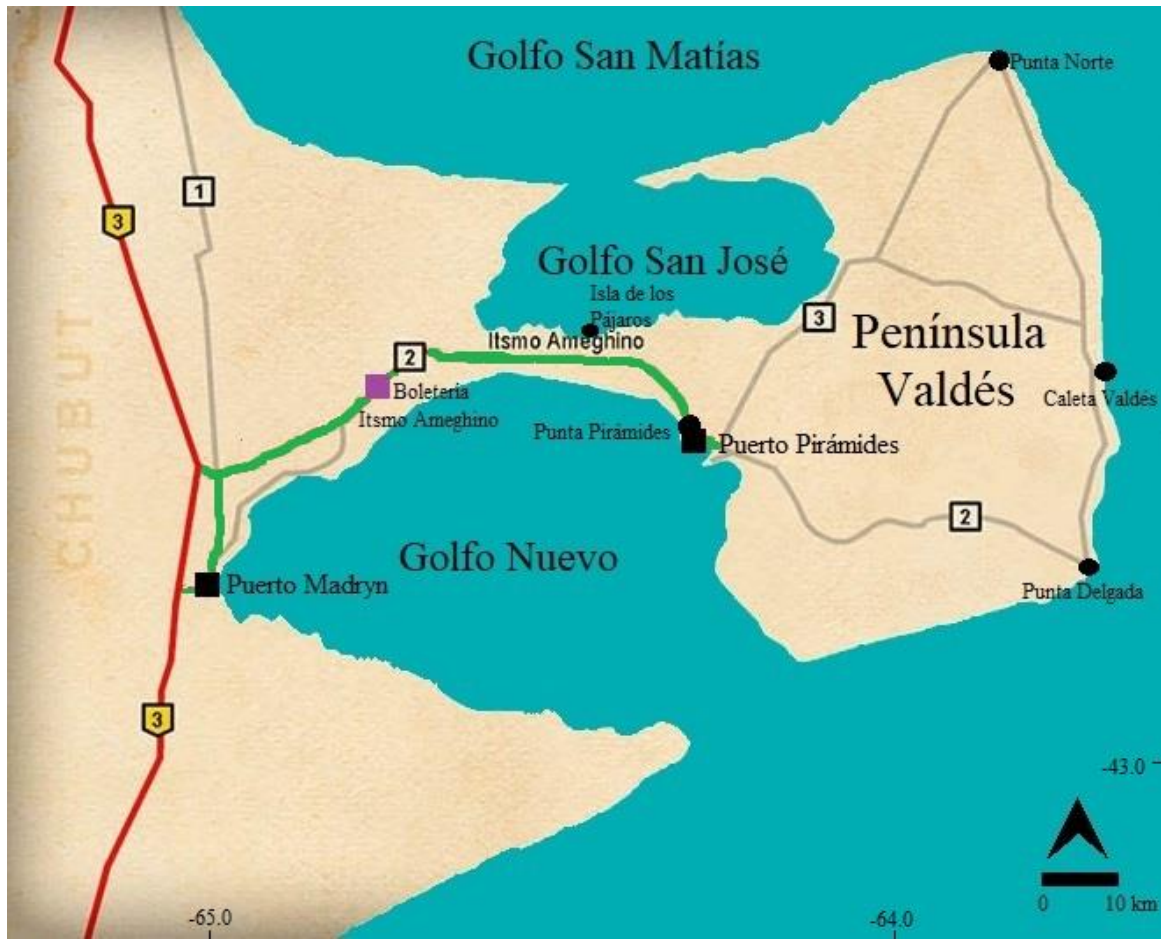 Golfo San Matías
Punta Norte
1
3
Golfo San José
Isla de los
Pájaros
Itsmo Ameghino
3
Península
Valdés
2
Boletería
Itsmo Ameghino
Caleta Valdés
Punta Pirámides
Puerto Pirámides
CHUBUT
2
Golfo Nuevo
Puerto Madryn
Punta Delgada
3
-43.0
-65.0
-64.0
0
10 km